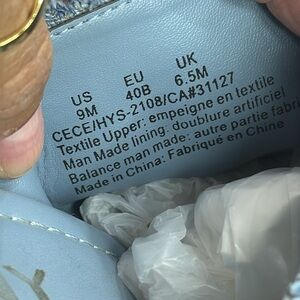 US EU UK
9M 40B 6.5M
CECE/HYS-2108/CA#31127
Textile Upper: empeigne en textile
Man Made lining: doublure artificiel
Balance man made: autre partie fabri
Made in China: Fabriqué en Chine